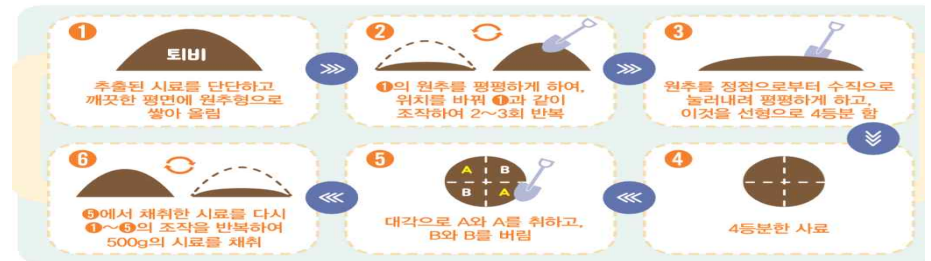 1
퇴비
추출된 시료를 단단하고
깨끗한 평면에 원추형으로
쌓아 올림
2
❶의 원추를 평평하게 하여,
위치를 바꿔 ❶과 같이
조작하여 2~3회 반복
3
원추를 정점으로부터 수직으로
눌러내려 평평하게 하고,
이것을 선형으로 4등분 함
4
4등분한 사료
5
A B
B A
대각으로 A와 A를 취하고,
B와 B를 버림
6
❺에서 채취한 시료를 다시
❶~❺의 조작을 반복하여
500g의 시료를 채취